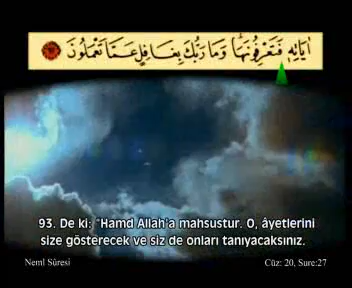 اٰيَاتِه۪ فَتَعْرِفُونَهَاۜ وَمَا رَبُّكَ بِغَافِلٍ عَمَّا تَعْمَلُونَ
93. De ki: "Hamd Allah'a mahsustur. O, âyetlerini
size gösterecek ve siz de onları tanıyacaksınız.
Neml Sûresi
Cüz: 20, Sure:27